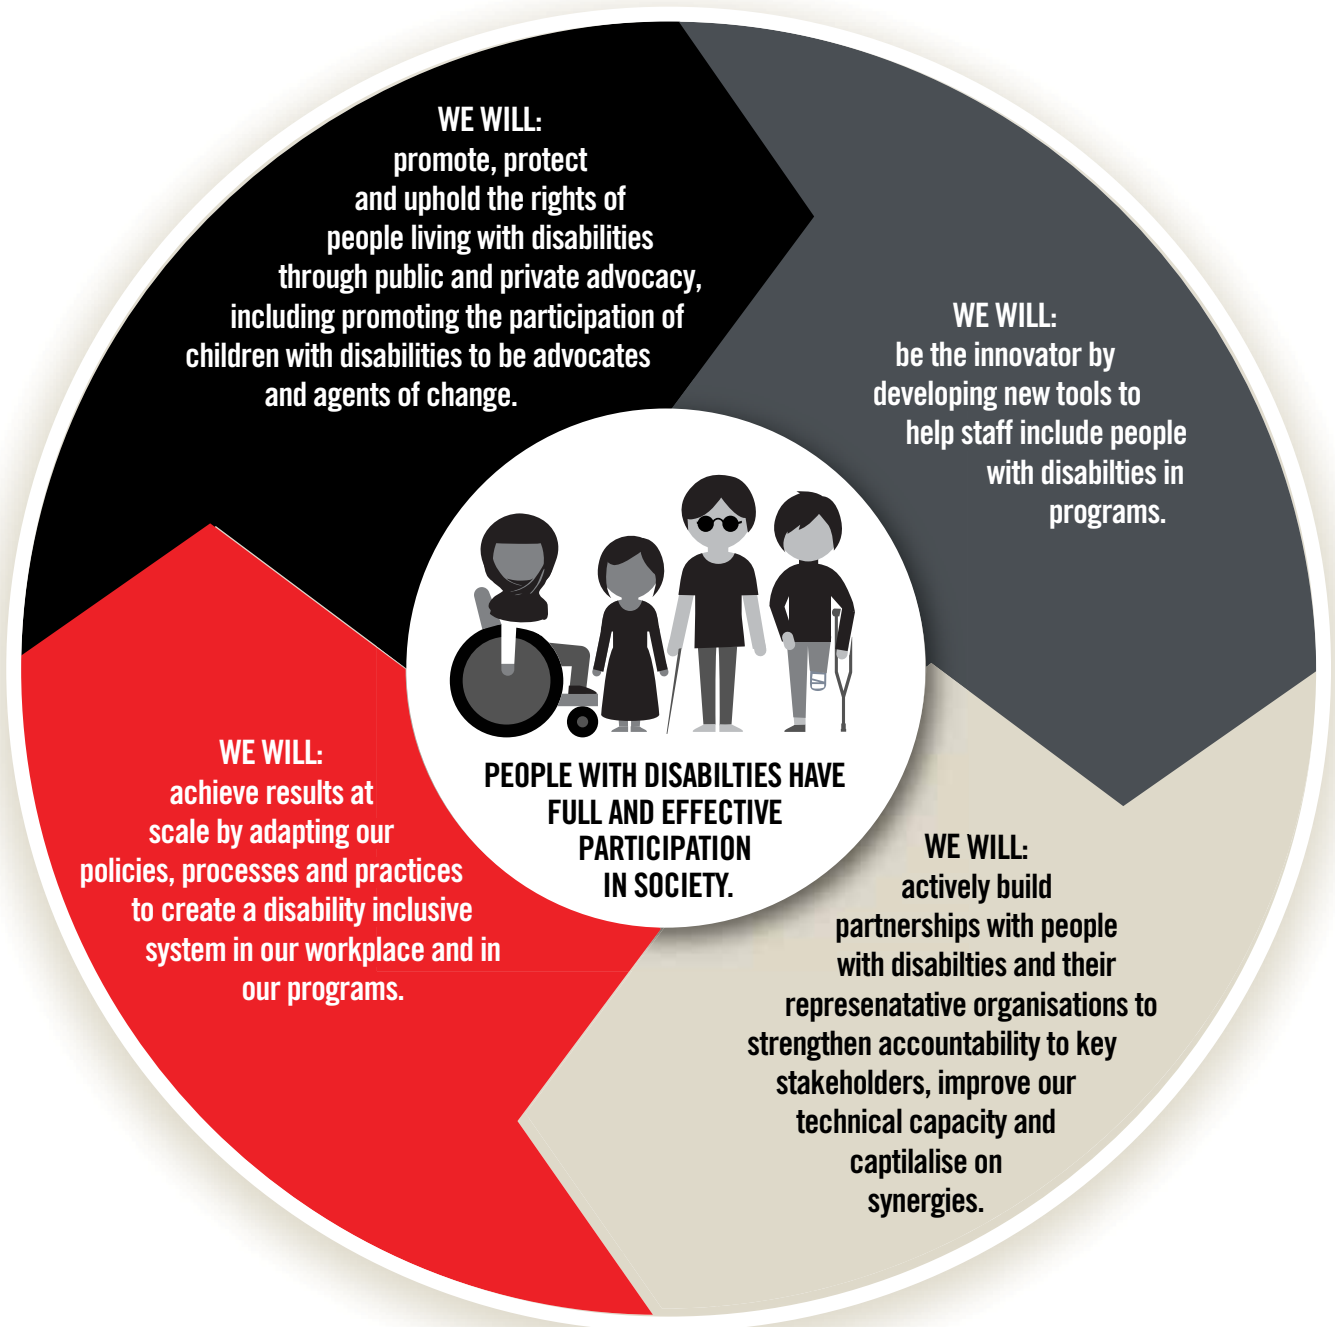 WE WILL:
promote, protect
and uphold the rights of
people living with disabilities
through public and private advocacy,
including promoting the participation of
children with disabilities to be advocates
and agents of change.
WE WILL:
be the innovator by
developing new tools to
help staff include people
with disabilties in
programs.
WE WILL:
actively build
partnerships with people
with disabilties and their
represenatative organisations to
strengthen accountability to key
stakeholders, improve our
technical capacity and
captilalise on
synergies.
WE WILL:
achieve results at
scale by adapting our
policies, processes and practices
to create a disability inclusive
system in our workplace and in
our programs.
PEOPLE WITH DISABILTIES HAVE
FULL AND EFFECTIVE
PARTICIPATION
IN SOCIETY.